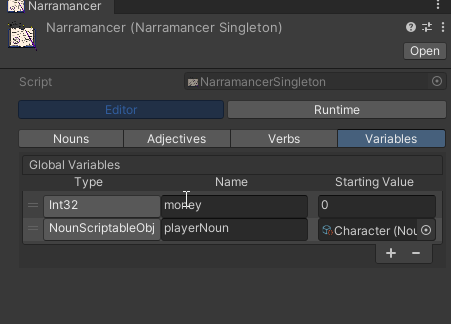 Narramancer
Narramancer (Narramancer Singleton)
Open
Script NarramancerSingleton
Editor Runtime
Nouns Adjectives Verbs Variables
Global Variables
Type Name Starting Value
Int32 money 0
NounScriptableObj playerNoun Character (Nou